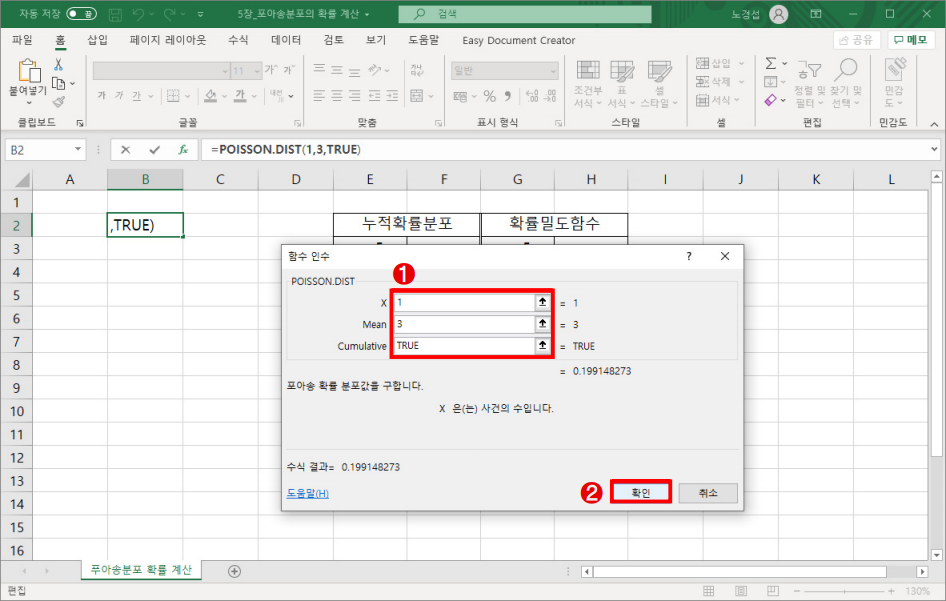 자동 저장 끔 5장_포아송분포의 확률 계산 검색 노경섭
파일 홈 삽입 페이지 레이아웃 수식 데이터 검토 보기 도움말 Easy Document Creator 공유 메모
붙여넣기
클립보드
11 가 가
가 가 가 가 내천
글꼴
맞춤
일반
표시 형식
조건부 서식 표 서식 셀 스타일
스타일
삽입
삭제
서식
셀
정렬 및 필터 찾기 및 선택
편집
민감도
민감도
B2 fx =POISSON.DIST(1,3,TRUE)
A B C D E F G H I J K L
1
2 ,TRUE) 누적확률분포 확률밀도함수
3
4
5
6
7
8
9
10
11
12
13
14
15
16
함수 인수 ?
1
POISSON.DIST
X 1 = 1
Mean 3 = 3
Cumulative TRUE = TRUE
= 0.199148273
포아송 확률 분포값을 구합니다.
X 은(는) 사건의 수입니다.
수식 결과= 0.199148273
도움말(H) 2 확인 취소
푸아송분포 확률 계산
편집 130%